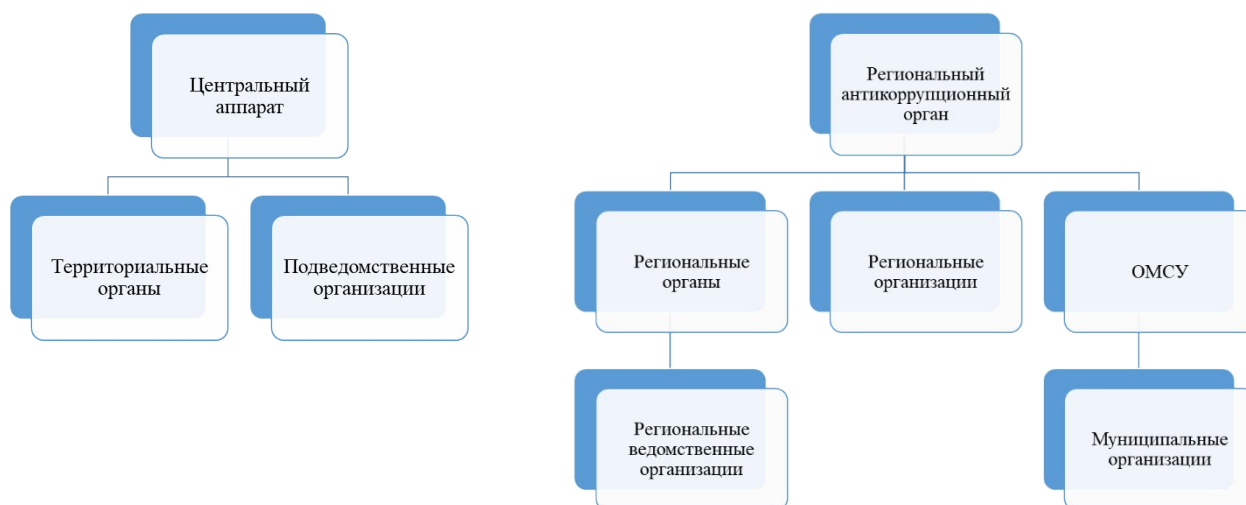 Центральный
аппарат
Территориальные
органы
Подведомственные
организации
Региональный
антикоррупционный
орган
Региональные
органы
Региональные
организации
ОМСУ
Региональные
ведомственные
организации
Муниципальные
организации